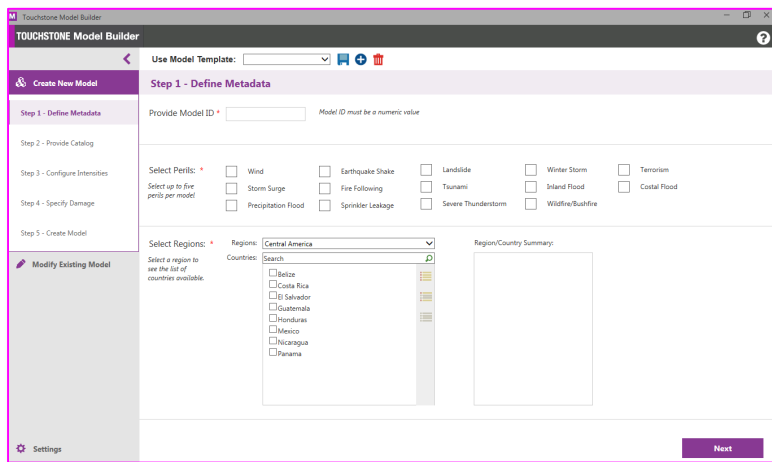 M Touchstone Model Builder
TOUCHSTONE Model Builder
?
Use Model Template:
Create New Model
Step 1 - Define Metadata
Step 1 - Define Metadata
Provide Model ID *
Model ID must be a numeric value
Step 2 - Provide Catalog
Step 3 - Configure Intensities
Step 4 - Specify Damage
Step 5 - Create Model
Modify Existing Model
Settings
Select Perils: *
Select up to five
perils per model
Wind
Earthquake Shake
Landslide
Winter Storm
Terrorism
Storm Surge
Fire Following
Tsunami
Inland Flood
Costal Flood
Precipitation Flood
Sprinkler Leakage
Severe Thunderstorm
Wildfire/Bushfire
Select Regions: *
Select a region to
see the list of
countries available.
Regions: Central America
Countries: Search
Belize
Costa Rica
El Salvador
Guatemala
Honduras
Mexico
Nicaragua
Panama
Region/Country Summary:
Next